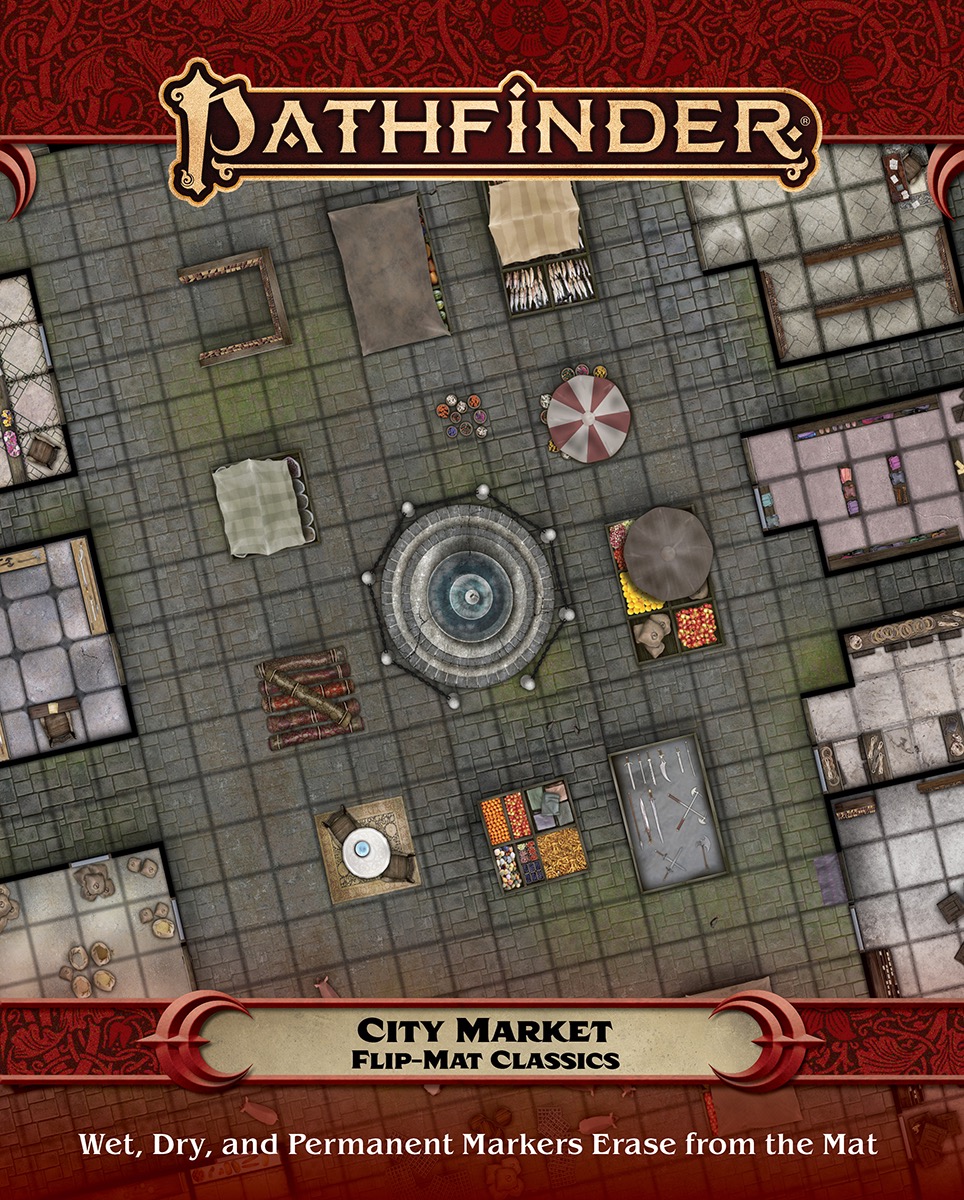 Pathfinder®
City Market
Flip-Mat Classics
Wet, Dry, and Permanent Markers Erase from the Mat